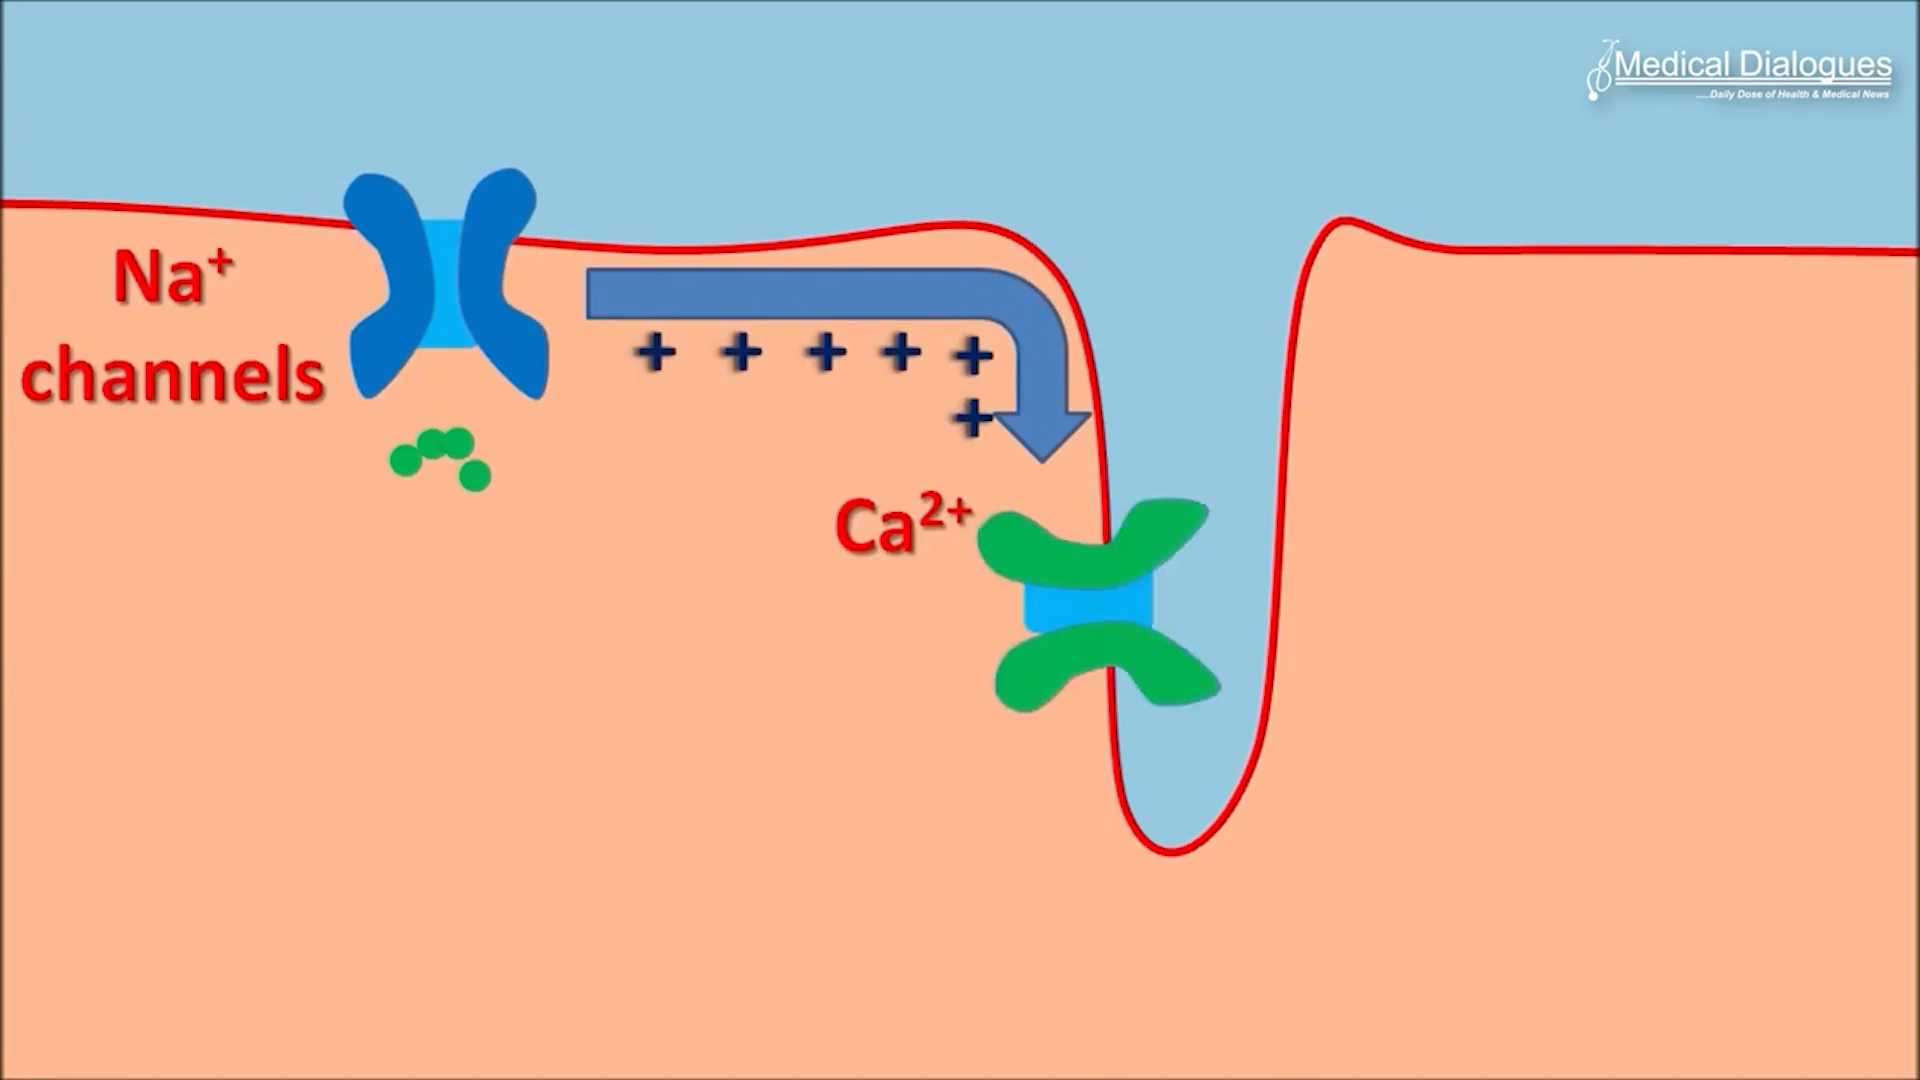 Medical Dialogues
....Daily Dose of Health & Medical News
Na⁺
channels
+ + + + +
+
Ca²⁺